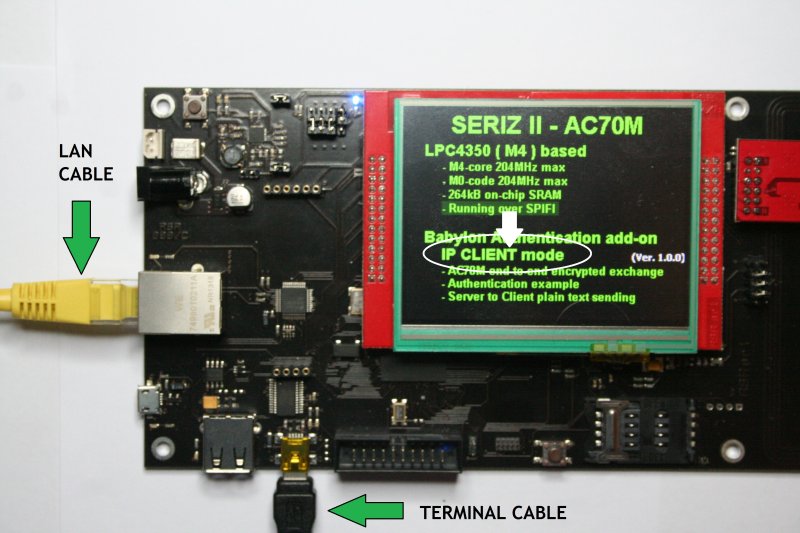 SERIZ II - AC70M
LPC4350 ( M4 ) based
- M4-core 204MHz max
- M0-code 204MHz max
- 264kB on-chip SRAM
- Running over SPIFI
Babylon Authentication add-on
IP CLIENT mode
(Ver. 1.0.0)
- AC70M end to end encrypted exchange
- Authentication example
- Server to Client plain text sending
LAN
CABLE
TERMINAL CABLE